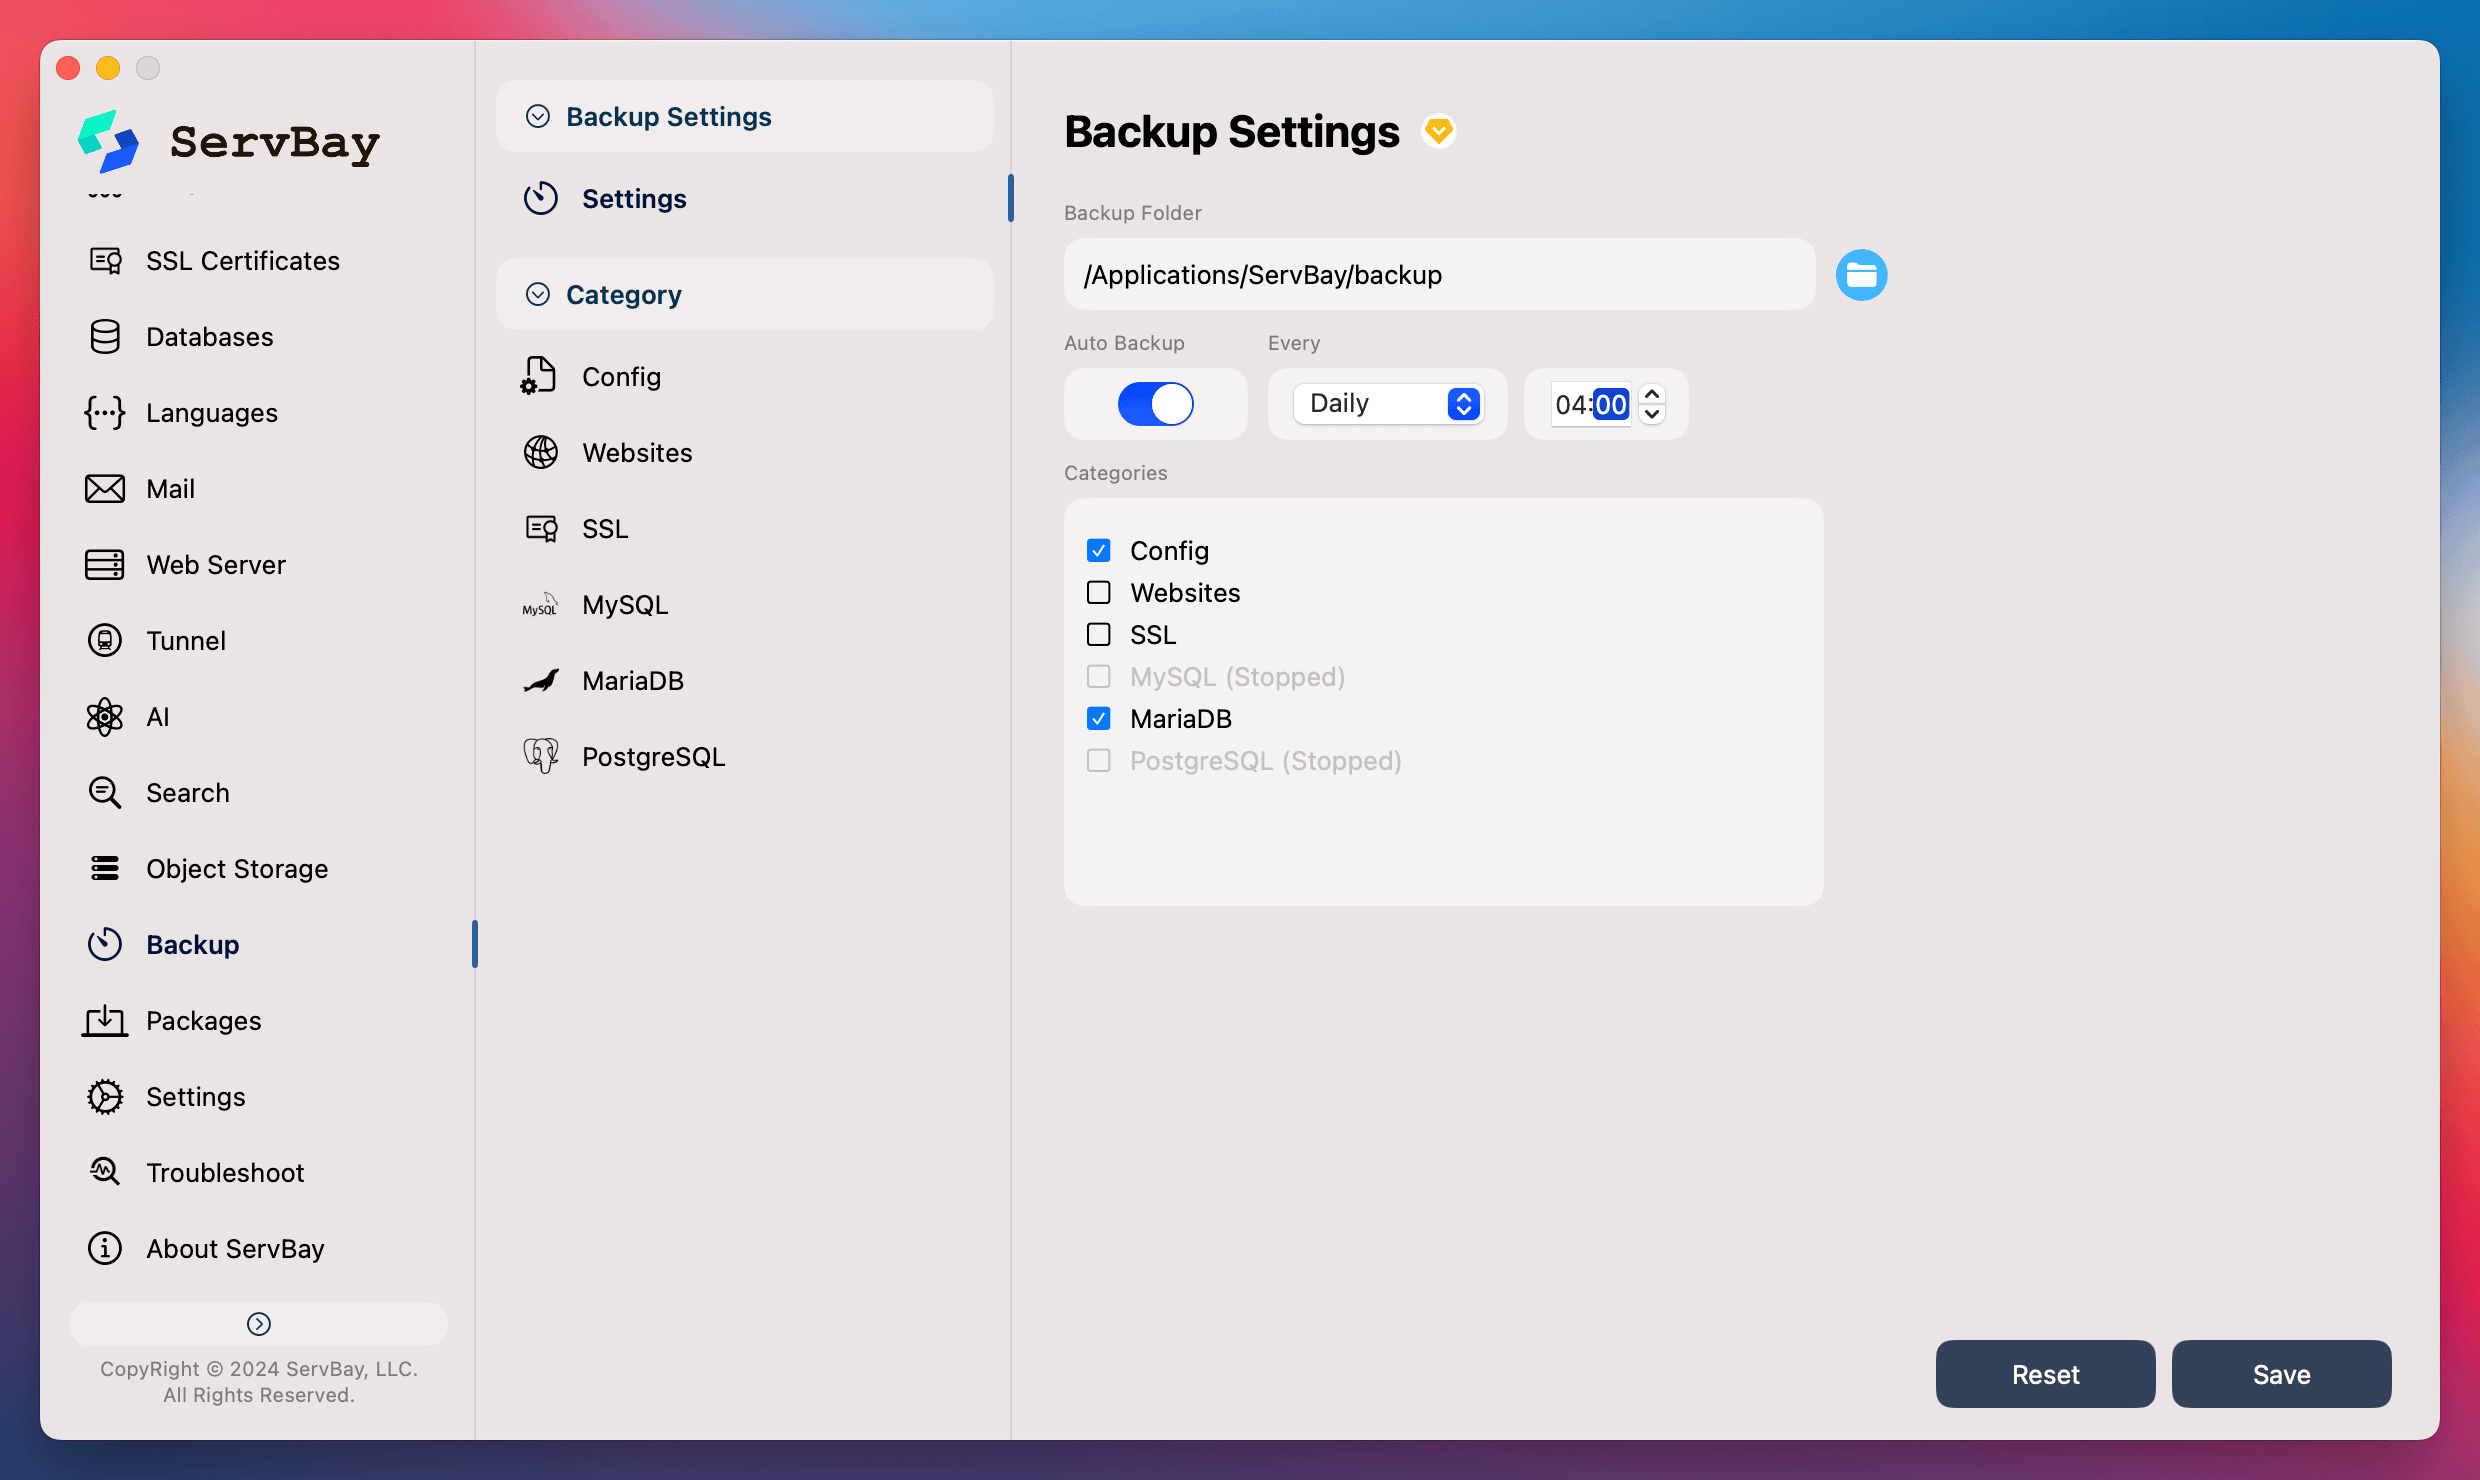 ServBay
SSL Certificates
Databases
Languages
Mail
Web Server
Tunnel
AI
Search
Object Storage
Backup
Packages
Settings
Troubleshoot
About ServBay
CopyRight © 2024 ServBay, LLC.
All Rights Reserved.
Backup Settings
Settings
Category
Config
Websites
SSL
MySQL
MySQL
MariaDB
PostgreSQL
Backup Settings
Backup Folder
/Applications/ServBay/backup
Auto Backup
Every
Daily
04:00
Categories
Config
Websites
SSL
MySQL (Stopped)
MariaDB
PostgreSQL (Stopped)
Reset
Save